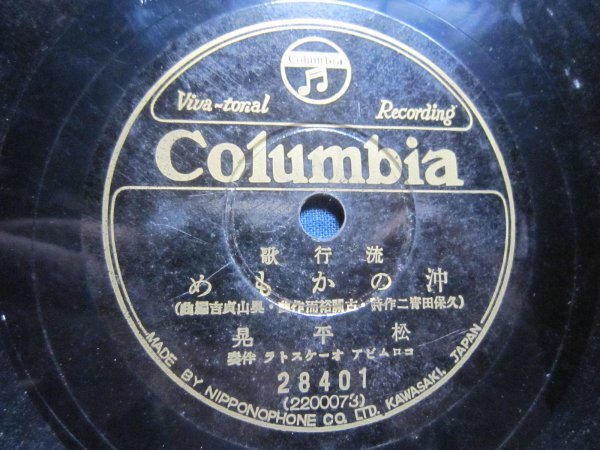 Columbia
Viva-tonal Recording
Columbia
流行歌
沖のかもめ
(久保田宵二作詩・古關裕而作曲・奥山貞吉編曲)
松平晃
コロムビア オーケストラ 伴奏
28401
(2200073)
MADE BY NIPPONOPHONE CO. LTD. KAWASAKI, JAPAN